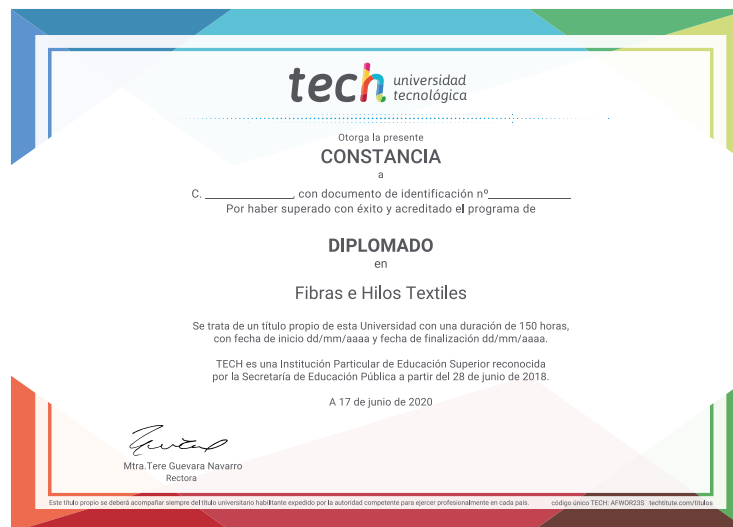 tech universidad
tecnológica
Otorga la presente
CONSTANCIA
a
C. ______________, con documento de identificación nº______________
Por haber superado con éxito y acreditado el programa de
DIPLOMADO
en
Fibras e Hilos Textiles
Se trata de un título propio de esta Universidad con una duración de 150 horas,
con fecha de inicio dd/mm/aaaa y fecha de finalización dd/mm/aaaa.
TECH es una Institución Particular de Educación Superior reconocida
por la Secretaría de Educación Pública a partir del 28 de junio de 2018.
A 17 de junio de 2020
Mtra.Tere Guevara Navarro
Rectora
Este título propio se deberá acompañar siempre del título universitario habilitante expedido por la autoridad competente para ejercer profesionalmente en cada país. código único TECH: AFWOR23S techtitute.com/títulos